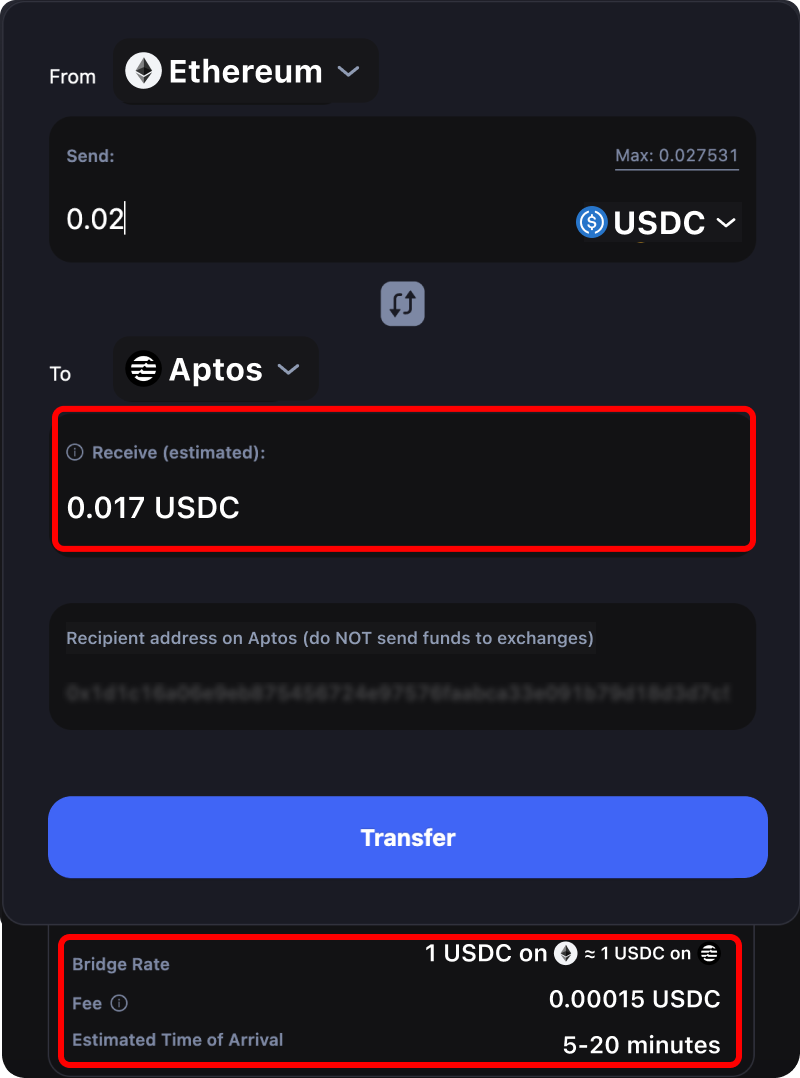 From Ethereum
Send:
Max: 0.027531
0.02
USDC
To Aptos
Receive (estimated):
0.017 USDC
Recipient address on Aptos (do NOT send funds to exchanges)
Transfer
Bridge Rate 1 USDC on ≈ 1 USDC on
Fee 0.00015 USDC
Estimated Time of Arrival 5-20 minutes